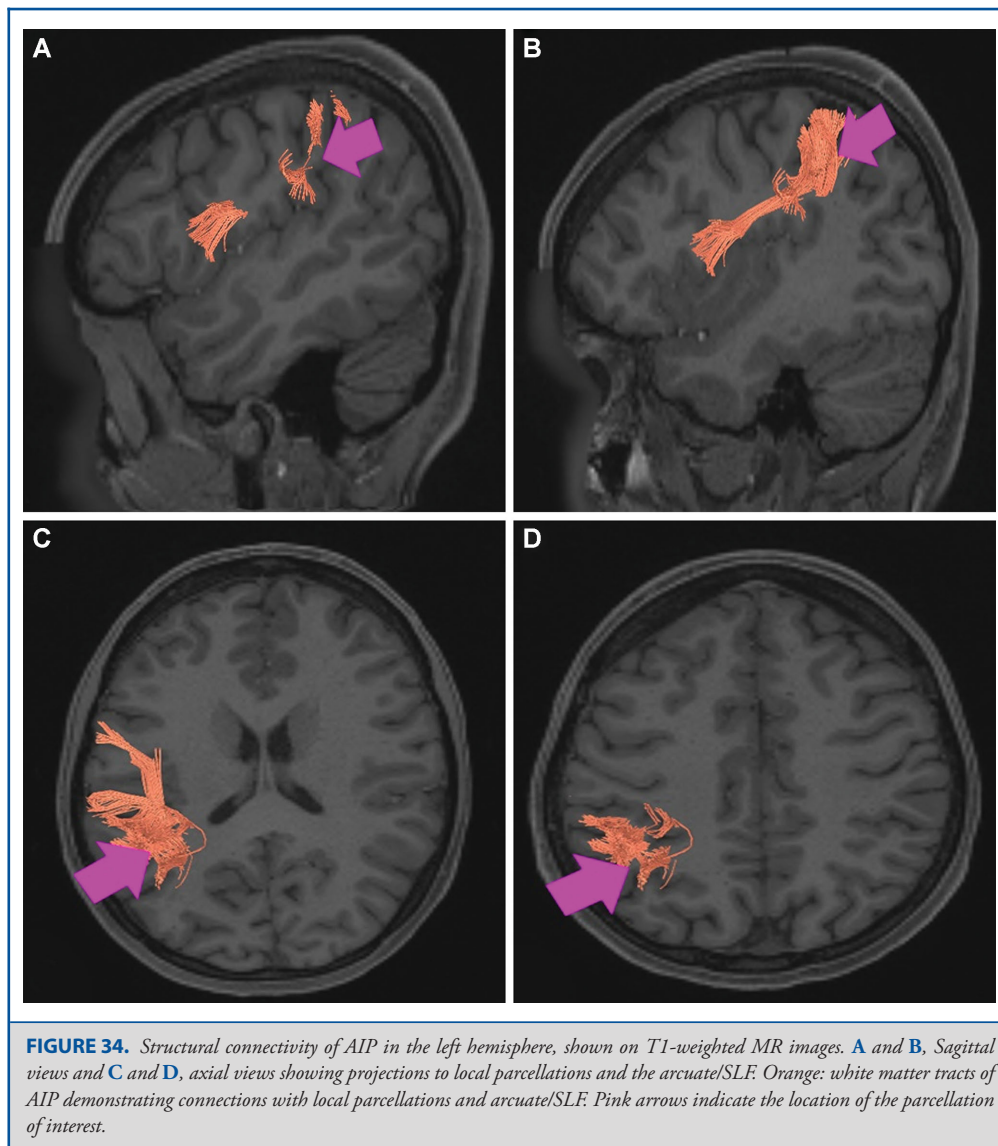 A
B
C
D
FIGURE 34. Structural connectivity of AIP in the left hemisphere, shown on T1-weighted MR images. A and B, Sagittal
views and C and D, axial views showing projections to local parcellations and the arcuate/SLF. Orange: white matter tracts of
AIP demonstrating connections with local parcellations and arcuate/SLF. Pink arrows indicate the location of the parcellation
of interest.